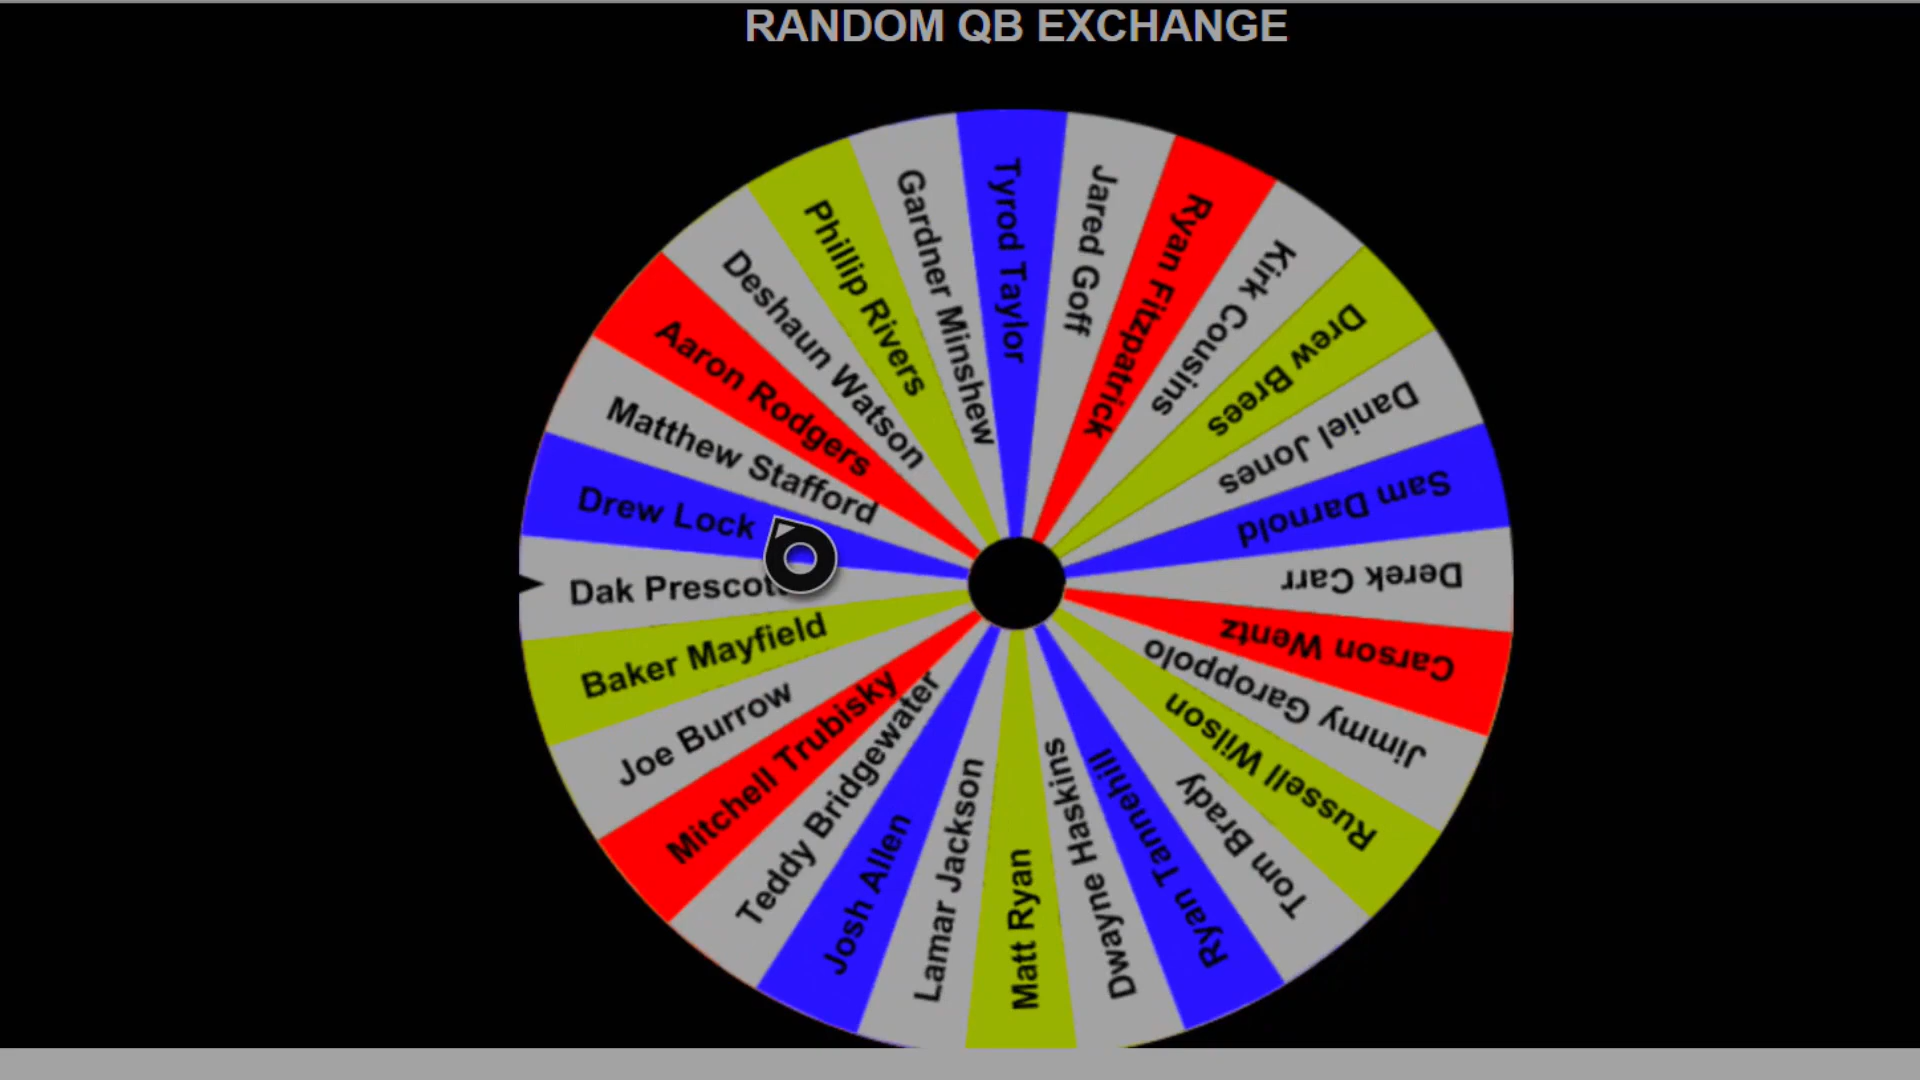 RANDOM QB EXCHANGE
Tyrod Taylor
Jared Goff
Ryan Fitzpatrick
Kirk Cousins
Drew Brees
Daniel Jones
Sam Darnold
Derek Carr
Carson Wentz
Jimmy Garoppolo
Russell Wilson
Tom Brady
Ryan Tannehill
Dwayne Haskins
Matt Ryan
Lamar Jackson
Josh Allen
Teddy Bridgewater
Mitchell Trubisky
Joe Burrow
Baker Mayfield
Dak Prescott
Drew Lock
Matthew Stafford
Aaron Rodgers
Deshaun Watson
Phillip Rivers
Gardner Minshew